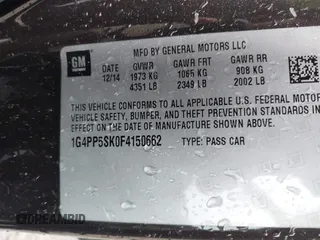 GM
MFD BY GENERAL MOTORS LLC
DATE GVWR GAWR FRT GAWR RR
12/14 1973 KG 1065 KG 908 KG
4351 LB 2349 LB 2002 LB
THIS VEHICLE CONFORMS TO ALL APPLICABLE U.S. FEDERAL MOTOR
VEHICLE SAFETY, BUMPER, AND THEFT PREVENTION STANDARDS IN
EFFECT ON THE DATE OF MANUFACTURE SHOWN ABOVE.
1G4PP5SK0F4150662 TYPE: PASS CAR
DREAMBID